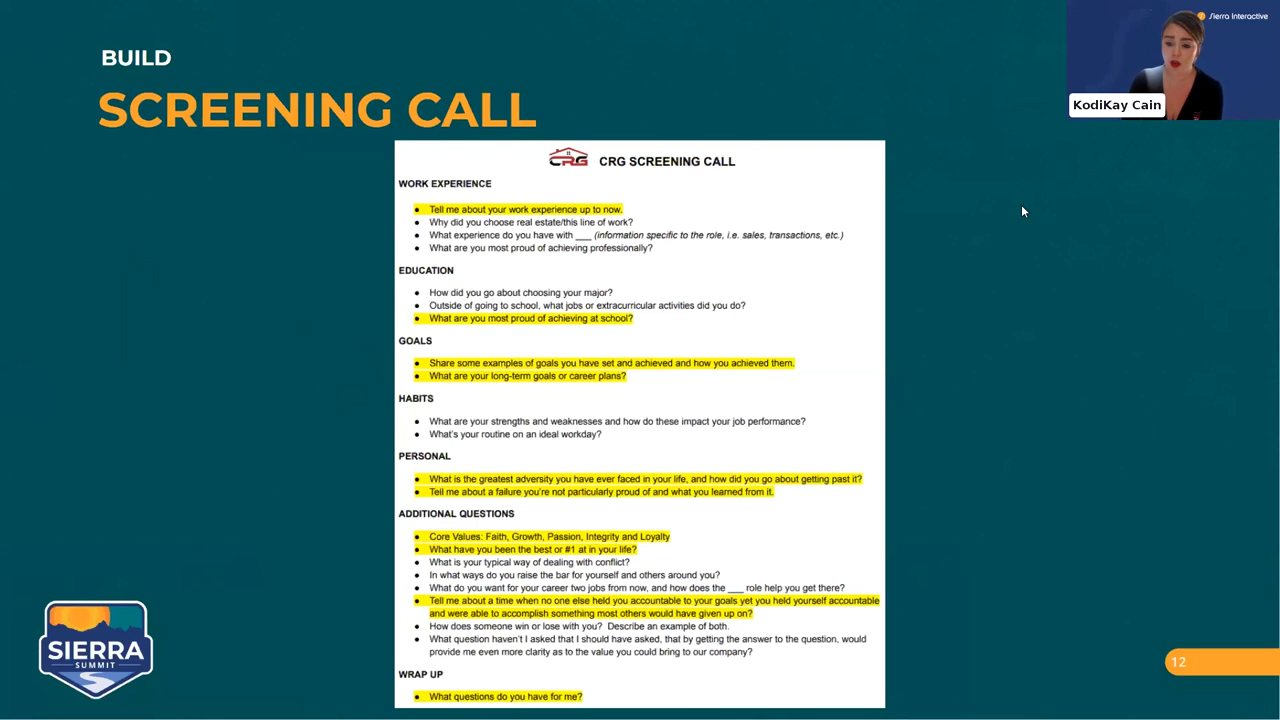 BUILD
SCREENING CALL
Sierra Interactive
KodiKay Cain
CRG
CRG SCREENING CALL
WORK EXPERIENCE
● Tell me about your work experience up to now.
● Why did you choose real estate/this line of work?
● What experience do you have with ___ (information specific to the role, i.e. sales, transactions, etc.)
● What are you most proud of achieving professionally?
EDUCATION
● How did you go about choosing your major?
● Outside of going to school, what jobs or extracurricular activities did you do?
● What are you most proud of achieving at school?
GOALS
● Share some examples of goals you have set and achieved and how you achieved them.
● What are your long-term goals or career plans?
HABITS
● What are your strengths and weaknesses and how do these impact your job performance?
● What's your routine on an ideal workday?
PERSONAL
● What is the greatest adversity you have ever faced in your life, and how did you go about getting past it?
● Tell me about a failure you're not particularly proud of and what you learned from it.
ADDITIONAL QUESTIONS
● Core Values: Faith, Growth, Passion, Integrity and Loyalty
● What have you been the best or #1 at in your life?
● What is your typical way of dealing with conflict?
● In what ways do you raise the bar for yourself and others around you?
● What do you want for your career two jobs from now, and how does the ___ role help you get there?
● Tell me about a time when no one else held you accountable to your goals yet you held yourself accountable
and were able to accomplish something most others would have given up on?
● How does someone win or lose with you? Describe an example of both.
● What question haven't I asked that I should have asked, that by getting the answer to the question, would
provide me even more clarity as to the value you could bring to our company?
WRAP UP
● What questions do you have for me?
SIERRA
SUMMIT
12